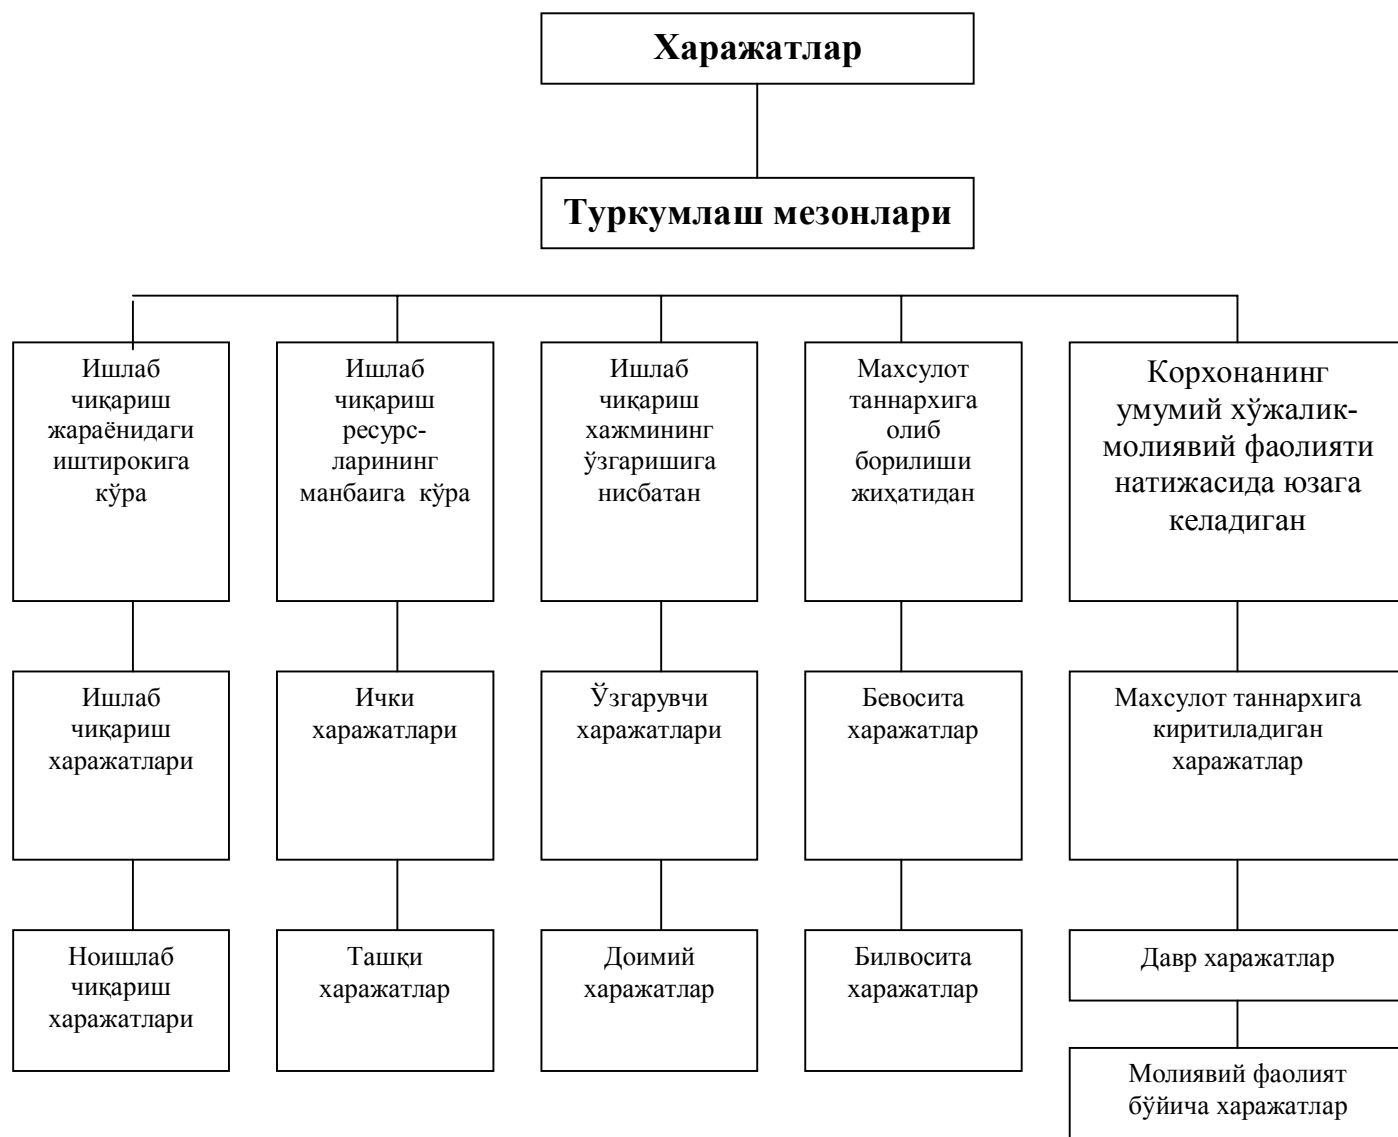 Харажатлар
Туркумлаш мезонлари
Ишлаб
чиқариш
жараёнидаги
иштирокига
кўра
Ишлаб
чиқариш
ресурс-
ларининг
манбаига кўра
Ишлаб
чиқариш
хажмининг
ўзгаришига
нисбатан
Махсулот
таннархига
олиб
борилиши
жиҳатидан
Корхонанинг
умумий хўжалик-
молиявий фаолияти
натижасида юзага
келадиган
Ишлаб
чиқариш
харажатлари
Ички
харажатлари
Ўзгарувчи
харажатлари
Бевосита
харажатлар
Махсулот таннархига
киритиладиган
харажатлар
Ноишлаб
чиқариш
харажатлари
Ташқи
харажатлар
Доимий
харажатлар
Билвосита
харажатлар
Давр харажатлар
Молиявий фаолият
бўйича харажатлар